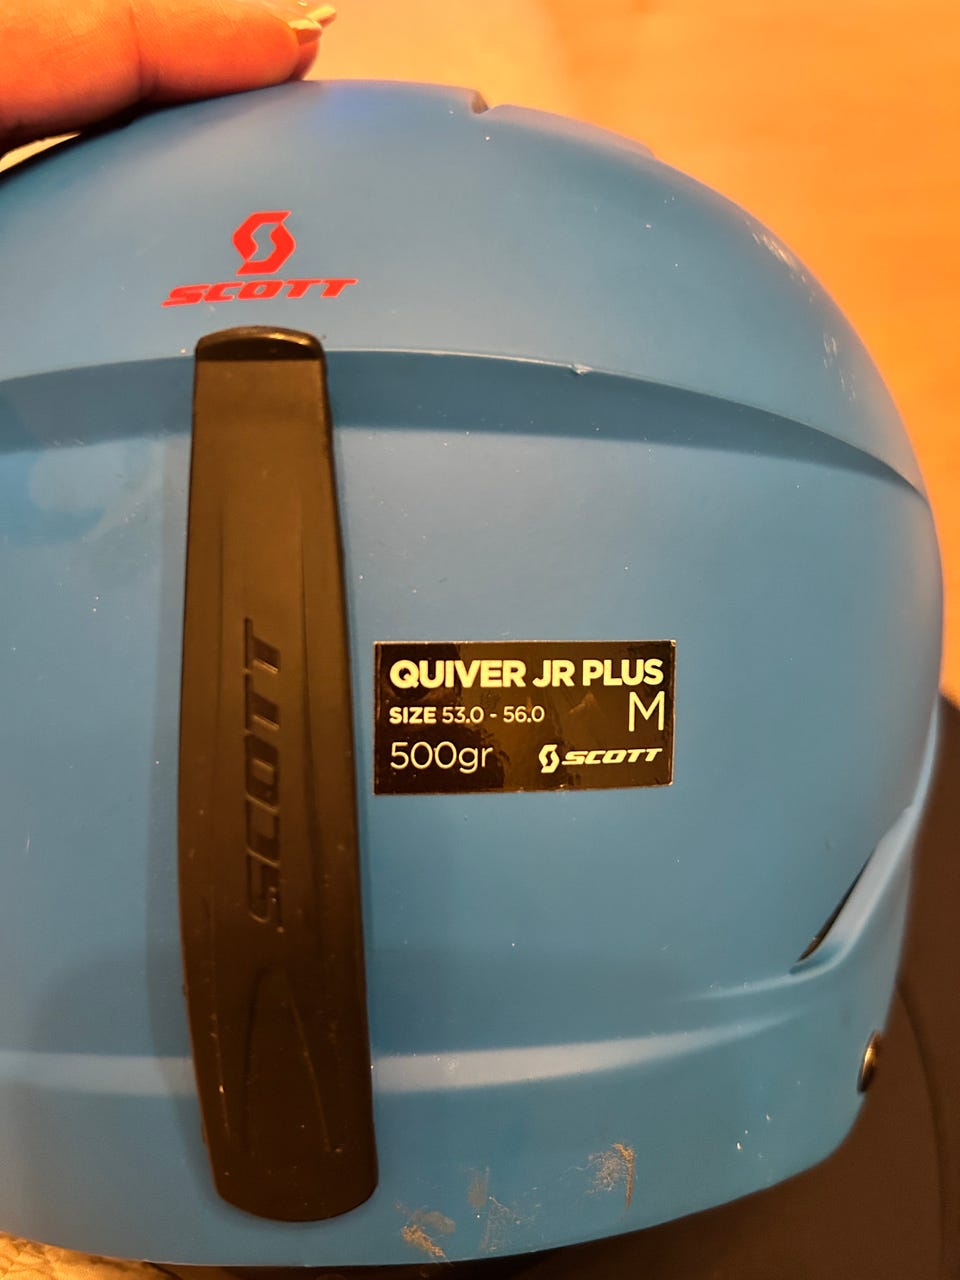 SCOTT
SCOTT
QUIVER JR PLUS
SIZE 53.0 - 56.0 M
500gr SCOTT